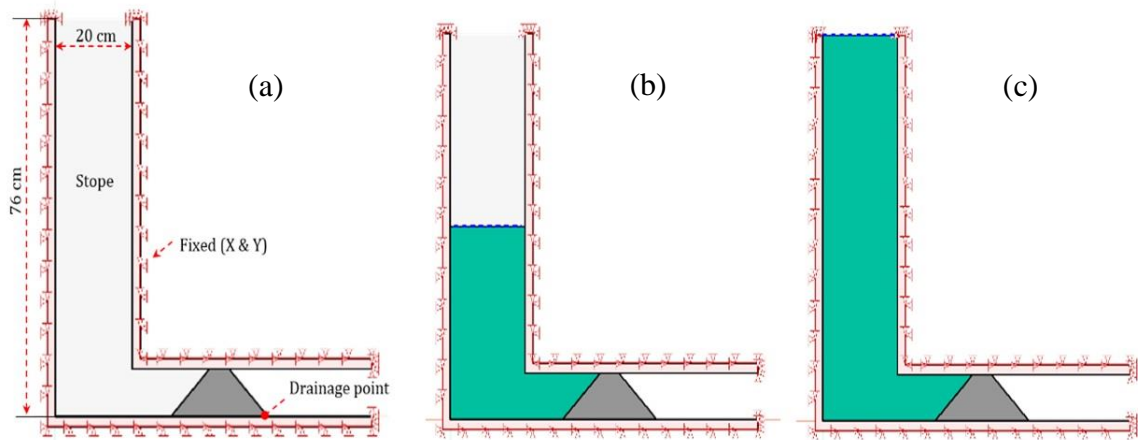 20 cm
(a)
(b)
(c)
76 cm
Stope
Fixed (X & Y)
Drainage point